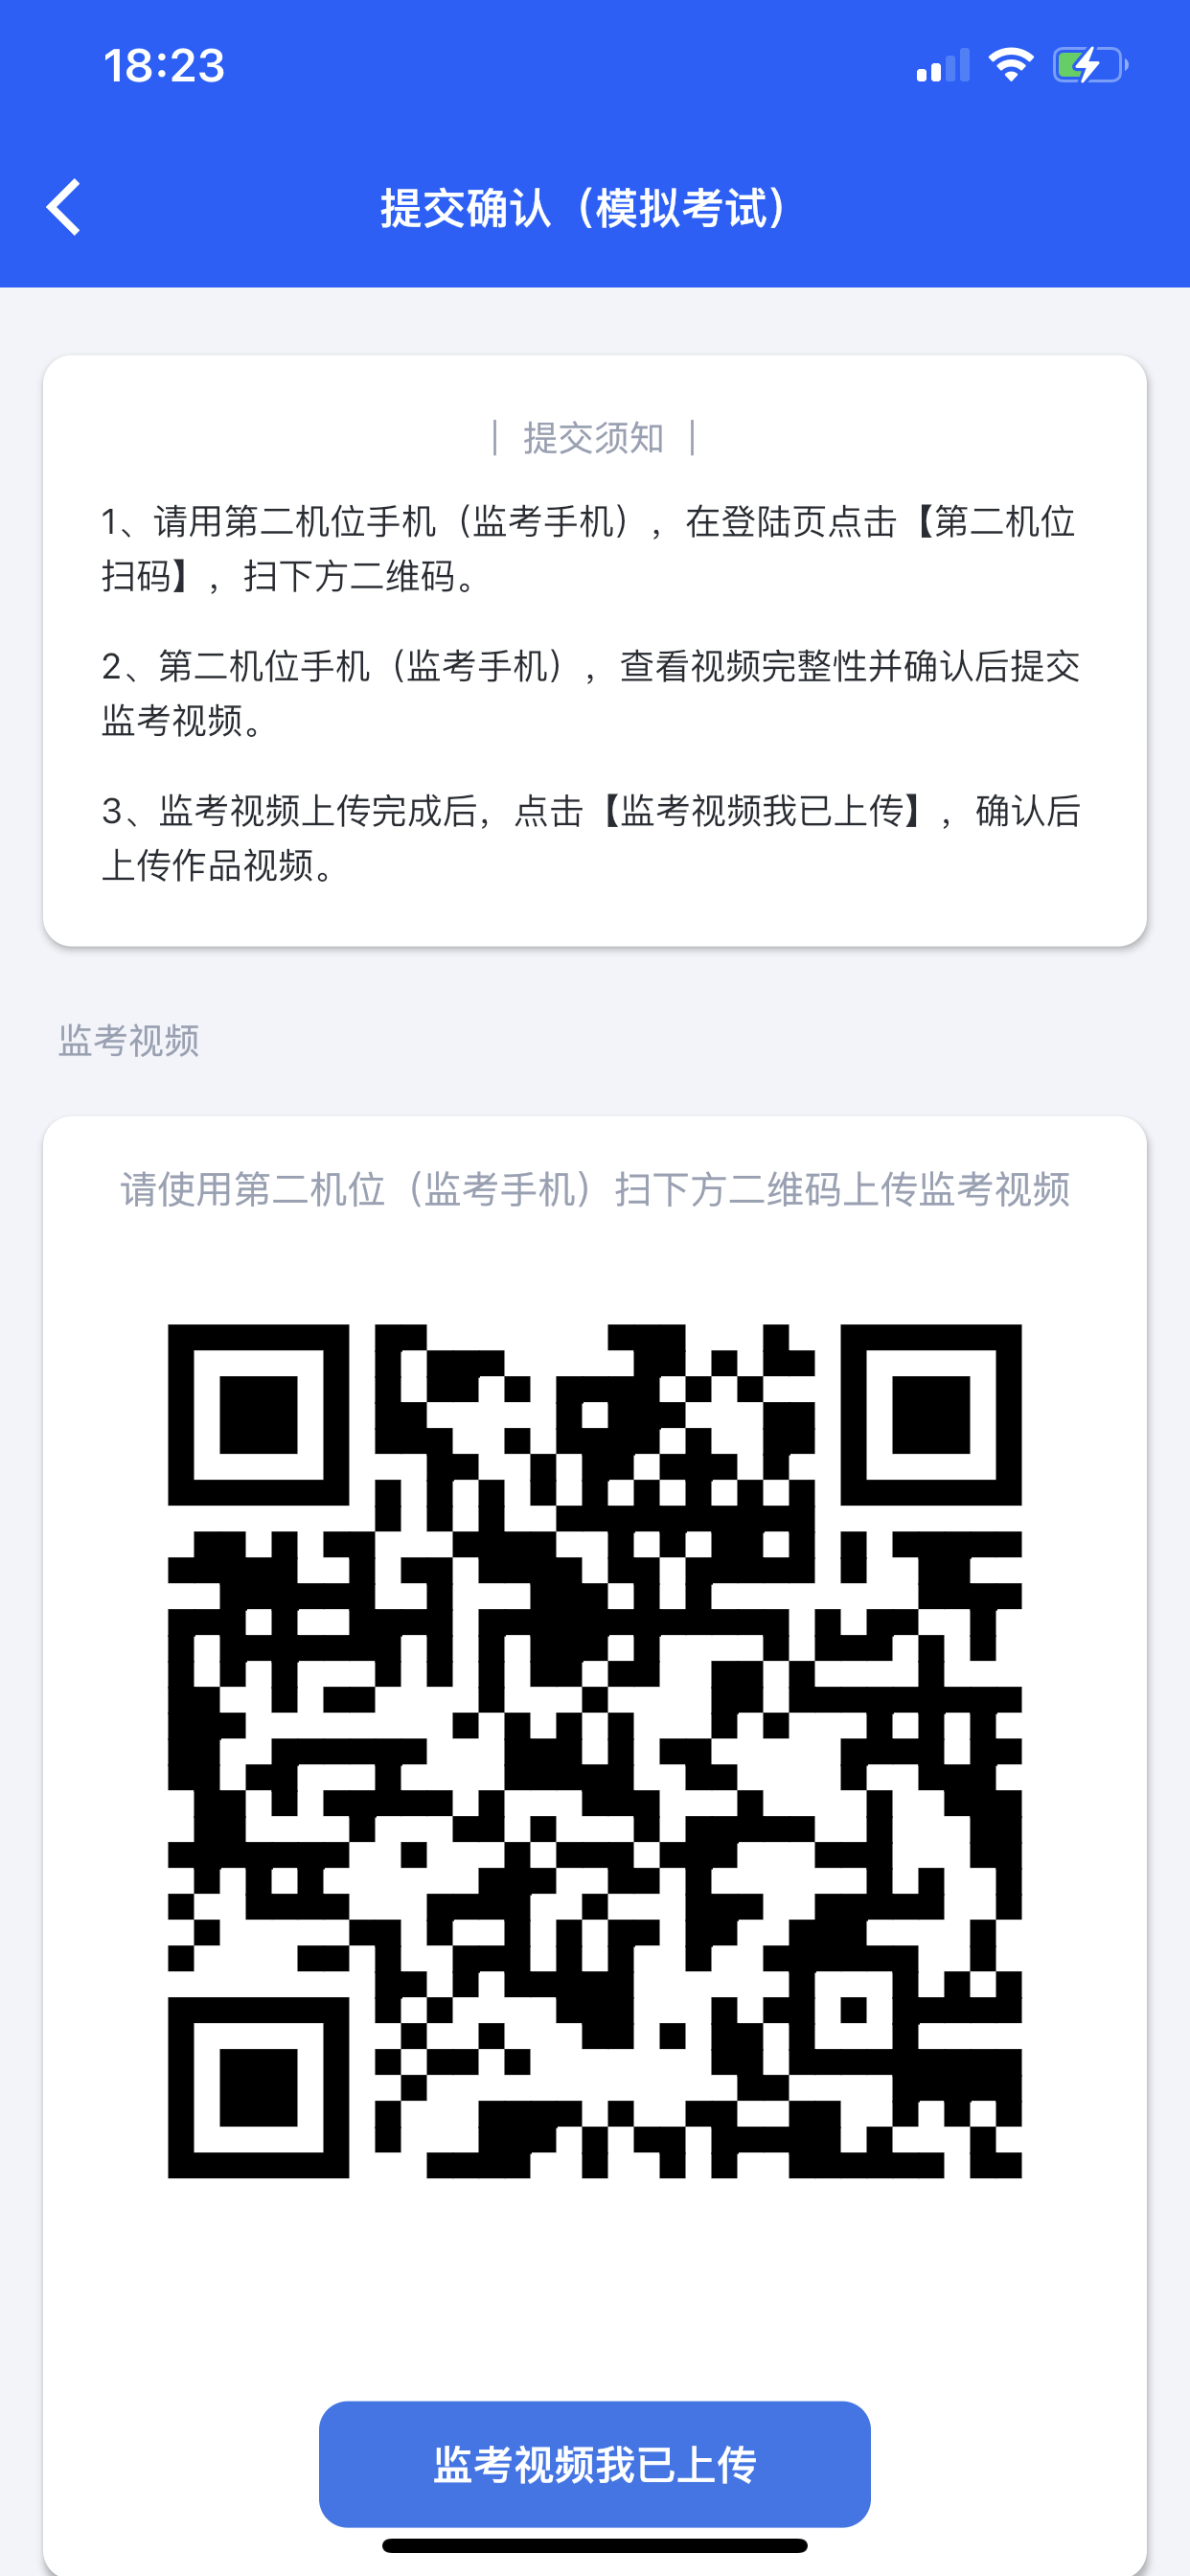 18:23
提交确认（模拟考试）
｜ 提交须知 ｜
1、请用第二机位手机（监考手机），在登陆页点击【第二机位
扫码】，扫下方二维码。
2、第二机位手机（监考手机），查看视频完整性并确认后提交
监考视频。
3、监考视频上传完成后，点击【监考视频我已上传】，确认后
上传作品视频。
监考视频
请使用第二机位（监考手机）扫下方二维码上传监考视频
监考视频我已上传